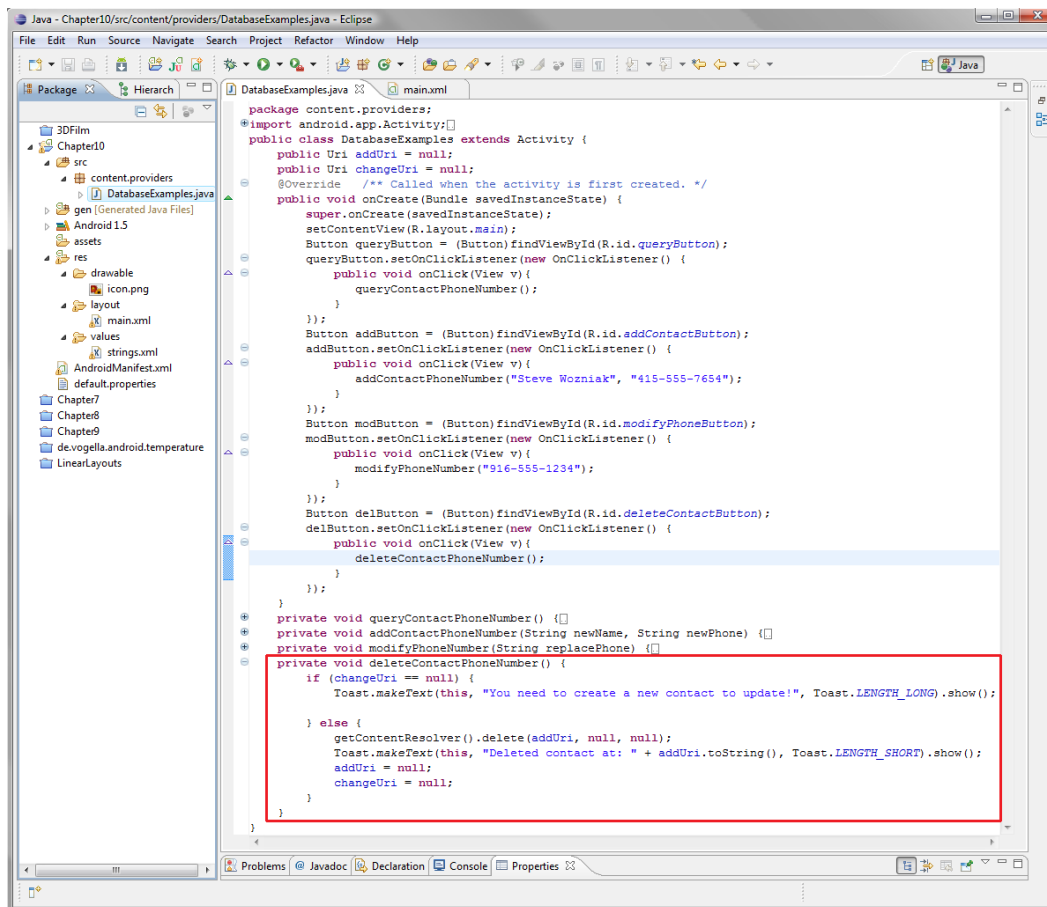 Java - Chapter10/src/content/providers/DatabaseExamples.java - Eclipse
File Edit Run Source Navigate Search Project Refactor Window Help
Java
Package Hierarch
3DFilm
Chapter10
src
content.providers
DatabaseExamples.java
gen [Generated Java Files]
Android 1.5
assets
res
drawable
icon.png
layout
main.xml
values
strings.xml
AndroidManifest.xml
default.properties
Chapter7
Chapter8
Chapter9
de.vogella.android.temperature
LinearLayouts
DatabaseExamples.java main.xml
package content.providers;
import android.app.Activity;
public class DatabaseExamples extends Activity {
public Uri addUri = null;
public Uri changeUri = null;
@Override /** Called when the activity is first created. */
public void onCreate(Bundle savedInstanceState) {
super.onCreate(savedInstanceState);
setContentView(R.layout.main);
Button queryButton = (Button)findViewById(R.id.queryButton);
queryButton.setOnClickListener(new OnClickListener() {
public void onClick(View v){
queryContactPhoneNumber();
}
});
Button addButton = (Button)findViewById(R.id.addContactButton);
addButton.setOnClickListener(new OnClickListener() {
public void onClick(View v){
addContactPhoneNumber("Steve Wozniak", "415-555-7654");
}
});
Button modButton = (Button)findViewById(R.id.modifyPhoneButton);
modButton.setOnClickListener(new OnClickListener() {
public void onClick(View v){
modifyPhoneNumber("916-555-1234");
}
});
Button delButton = (Button)findViewById(R.id.deleteContactButton);
delButton.setOnClickListener(new OnClickListener() {
public void onClick(View v){
deleteContactPhoneNumber();
}
});
}
private void queryContactPhoneNumber() {
private void addContactPhoneNumber(String newName, String newPhone) {
private void modifyPhoneNumber(String replacePhone) {
private void deleteContactPhoneNumber() {
if (changeUri == null) {
Toast.makeText(this, "You need to create a new contact to update!", Toast.LENGTH_LONG).show();
} else {
getContentResolver().delete(addUri, null, null);
Toast.makeText(this, "Deleted contact at: " + addUri.toString(), Toast.LENGTH_SHORT).show();
addUri = null;
changeUri = null;
}
}
}
Problems @ Javadoc Declaration Console Properties